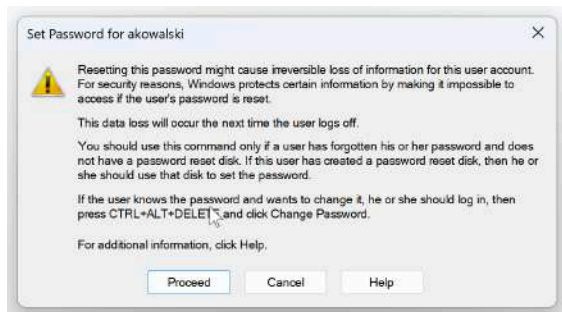 Set Password for akowalski
Resetting this password might cause irreversible loss of information for this user account.
For security reasons, Windows protects certain information by making it impossible to
access if the user's password is reset.
This data loss will occur the next time the user logs off.
You should use this command only if a user has forgotten his or her password and does
not have a password reset disk. If this user has created a password reset disk, then he or
she should use that disk to set the password.
If the user knows the password and wants to change it, he or she should log in, then
press CTRL+ALT+DELETE and click Change Password.
For additional information, click Help.
Proceed
Cancel
Help